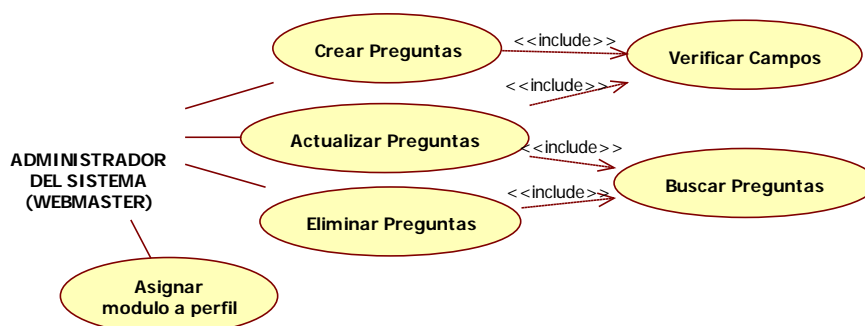 Crear Preguntas
<<include>>
Verificar Campos
<<include>>
Actualizar Preguntas
<<include>>
ADMINISTRADOR
DEL SISTEMA
(WEBMASTER)
Buscar Preguntas
<<include>>
Eliminar Preguntas
Asignar
modulo a perfil